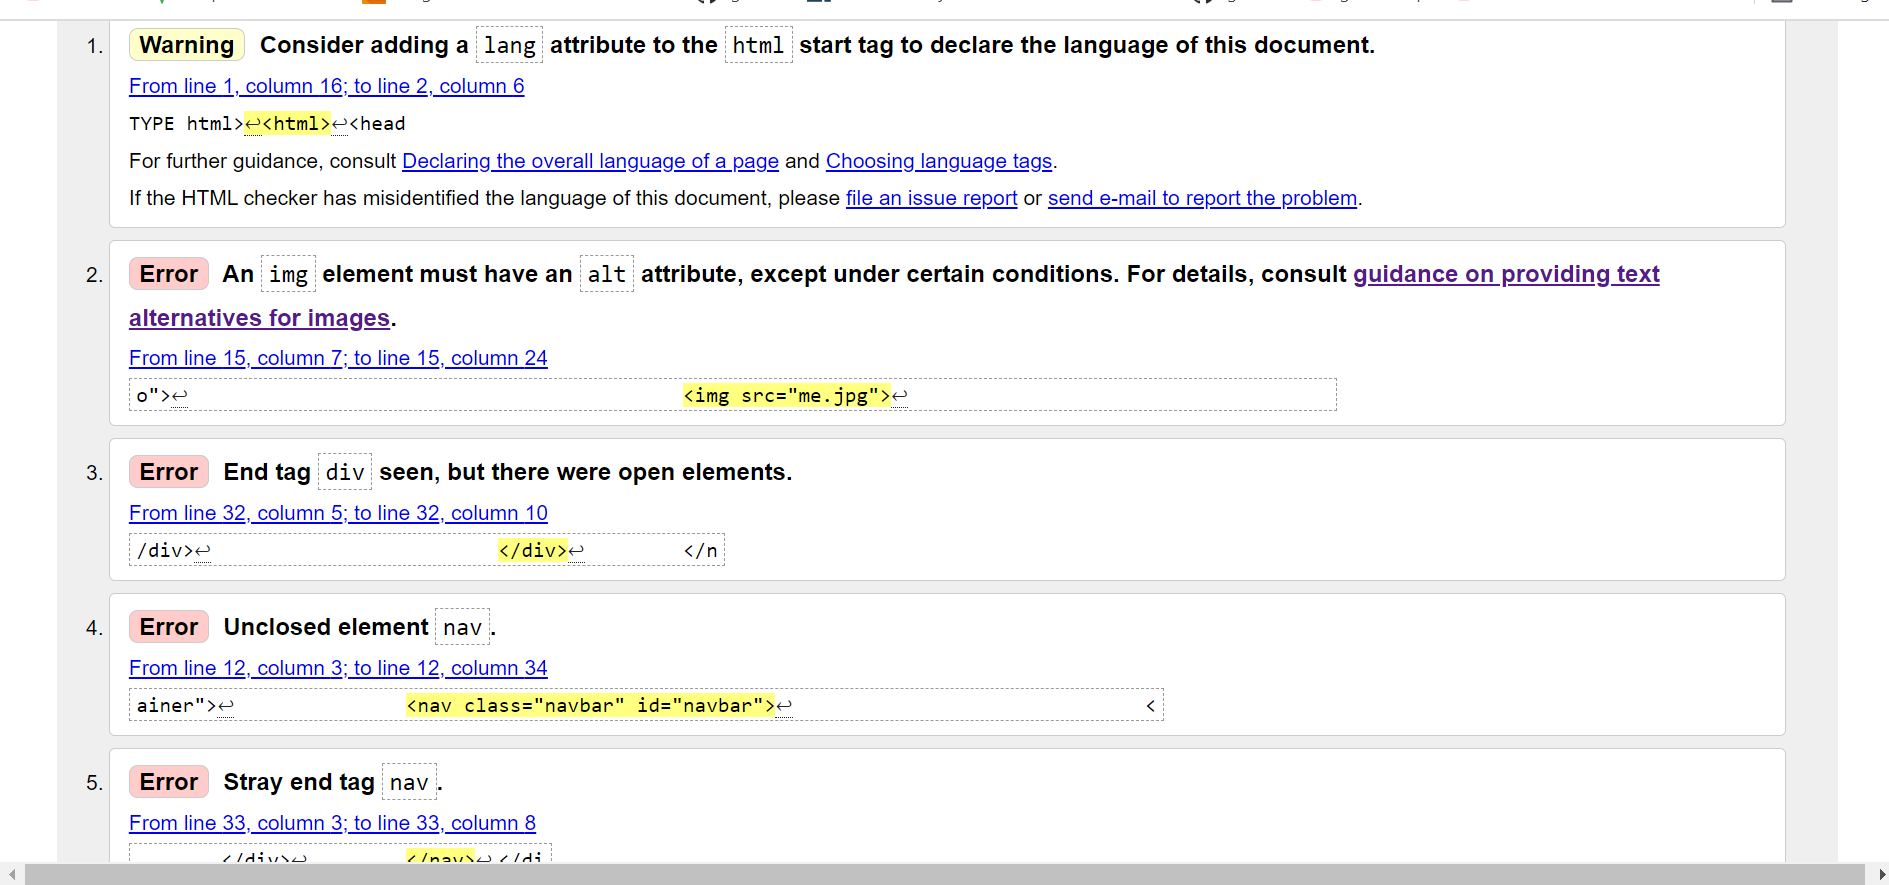 1. Warning Consider adding a lang attribute to the html start tag to declare the language of this document.
From line 1, column 16; to line 2, column 6
TYPE html>↩<html>↩<head
For further guidance, consult Declaring the overall language of a page and Choosing language tags.
If the HTML checker has misidentified the language of this document, please file an issue report or send e-mail to report the problem.
2. Error An img element must have an alt attribute, except under certain conditions. For details, consult guidance on providing text
alternatives for images.
From line 15, column 7; to line 15, column 24
o">↩ <img src="me.jpg">↩
3. Error End tag div seen, but there were open elements.
From line 32, column 5; to line 32, column 10
/div>↩ </div>↩ </n
4. Error Unclosed element nav.
From line 12, column 3; to line 12, column 34
ainer">↩ <nav class="navbar" id="navbar">↩ <
5. Error Stray end tag nav.
From line 33, column 3; to line 33, column 8
</div>↩ </nav>↩ </di